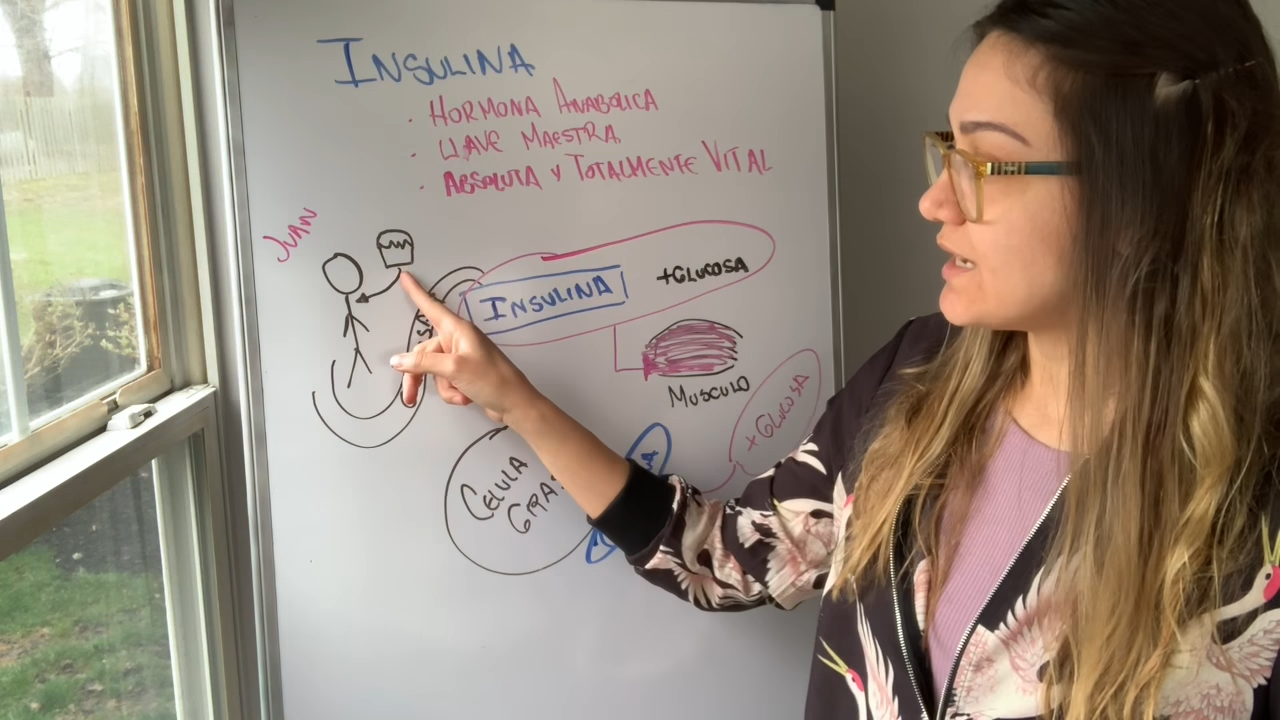 INSULINA
· HORMONA ANABOLICA
· LLAVE MAESTRA
· ABSOLUTA Y TOTALMENTE VITAL
JUAN
INSULINA
+GLUCOSA
MUSCULO
+GLUCOSA
CELULA